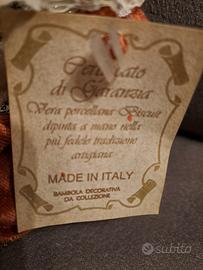 Certificato
di Garanzia
Vera porcellana Biscuit
dipinta a mano nella
più fedele tradizione
artigiana
MADE IN ITALY
BAMBOLA DECORATIVA
DA COLLEZIONE
subito